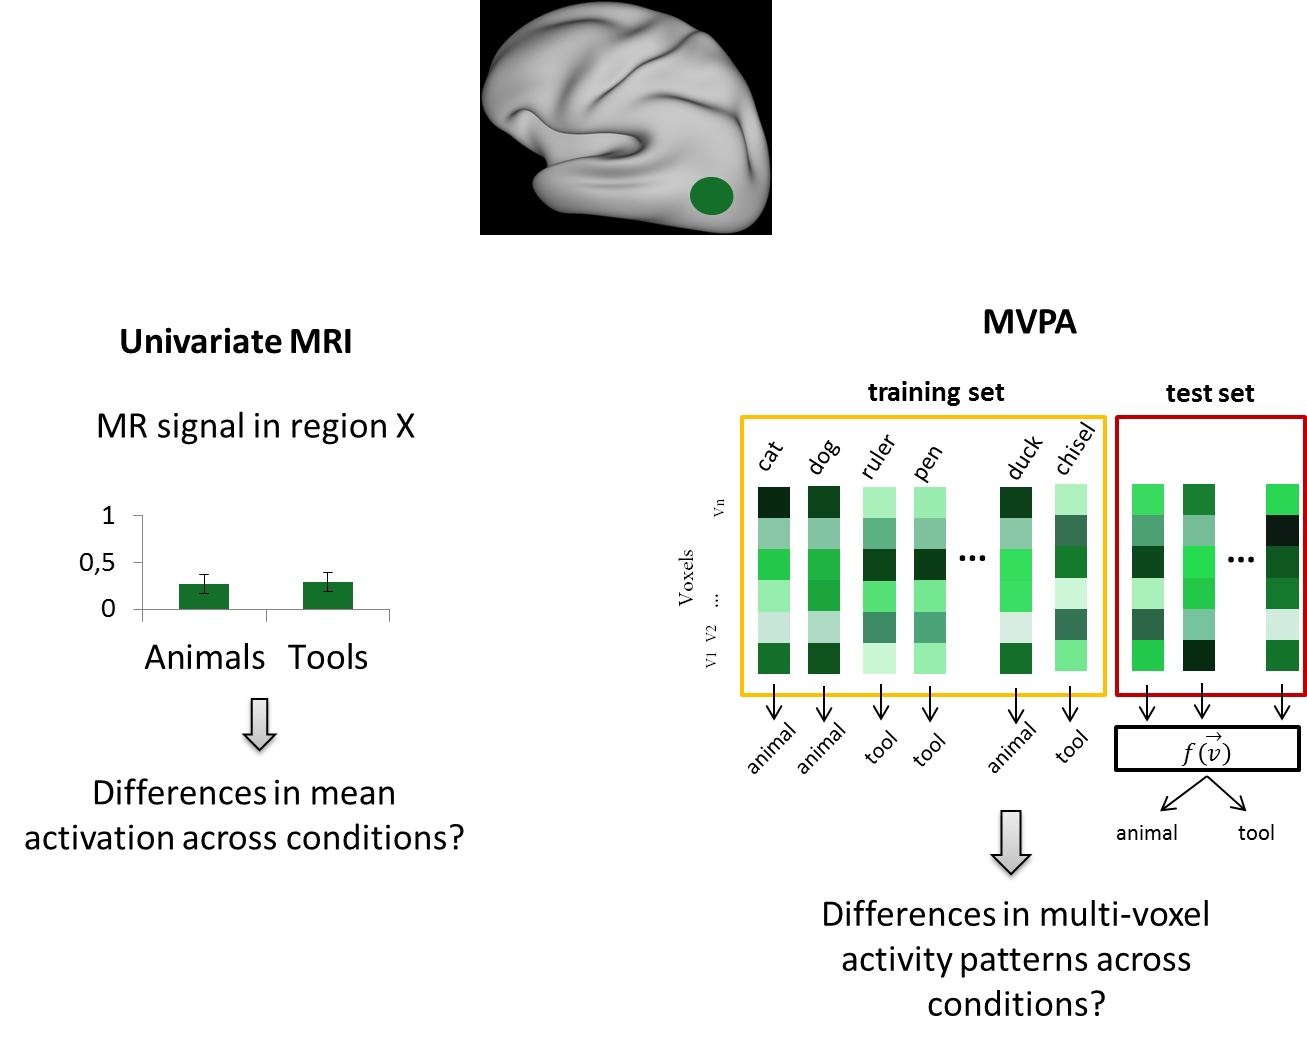 Univariate MRI
MR signal in region X
1
0,5
0
Animals Tools
Differences in mean
activation across conditions?
MVPA
training set
test set
cat dog ruler pen duck chisel
...
...
Voxels
Vn
...
V2
V1
animal animal tool tool animal tool
f(v⃗)
animal tool
Differences in multi-voxel
activity patterns across
conditions?